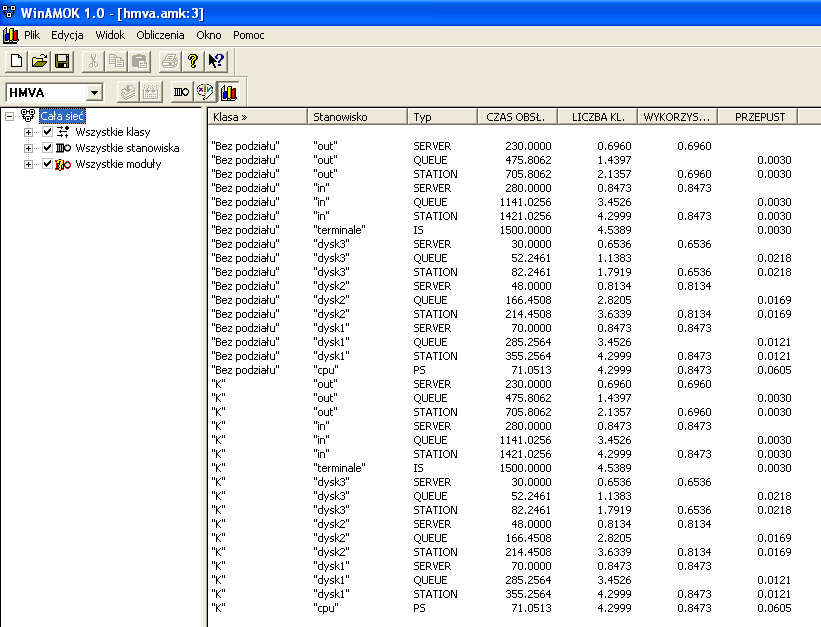 WinAMOK 1.0 - [hmva.amk:3]
Plik Edycja Widok Obliczenia Okno Pomoc
HMVA
Cała sieć
Wszystkie klasy
Wszystkie stanowiska
Wszystkie moduły
Klasa » Stanowisko Typ CZAS OBSŁ. LICZBA KL. WYKORZYS... PRZEPUST
"Bez podziału" "out" SERVER 230.0000 0.6960 0.6960
"Bez podziału" "out" QUEUE 475.8062 1.4397 0.0030
"Bez podziału" "out" STATION 705.8062 2.1357 0.6960 0.0030
"Bez podziału" "in" SERVER 280.0000 0.8473 0.8473
"Bez podziału" "in" QUEUE 1141.0256 3.4526 0.0030
"Bez podziału" "in" STATION 1421.0256 4.2999 0.8473 0.0030
"Bez podziału" "terminale" IS 1500.0000 4.5389 0.0030
"Bez podziału" "dysk3" SERVER 30.0000 0.6536 0.6536
"Bez podziału" "dysk3" QUEUE 52.2461 1.1383 0.0218
"Bez podziału" "dysk3" STATION 82.2461 1.7919 0.6536 0.0218
"Bez podziału" "dysk2" SERVER 48.0000 0.8134 0.8134
"Bez podziału" "dysk2" QUEUE 166.4508 2.8205 0.0169
"Bez podziału" "dysk2" STATION 214.4508 3.6339 0.8134 0.0169
"Bez podziału" "dysk1" SERVER 70.0000 0.8473 0.8473
"Bez podziału" "dysk1" QUEUE 285.2564 3.4526 0.0121
"Bez podziału" "dysk1" STATION 355.2564 4.2999 0.8473 0.0121
"Bez podziału" "cpu" PS 71.0513 4.2999 0.8473 0.0605
"K" "out" SERVER 230.0000 0.6960 0.6960
"K" "out" QUEUE 475.8062 1.4397 0.0030
"K" "out" STATION 705.8062 2.1357 0.6960 0.0030
"K" "in" SERVER 280.0000 0.8473 0.8473
"K" "in" QUEUE 1141.0256 3.4526 0.0030
"K" "in" STATION 1421.0256 4.2999 0.8473 0.0030
"K" "terminale" IS 1500.0000 4.5389 0.0030
"K" "dysk3" SERVER 30.0000 0.6536 0.6536
"K" "dysk3" QUEUE 52.2461 1.1383 0.0218
"K" "dysk3" STATION 82.2461 1.7919 0.6536 0.0218
"K" "dysk2" SERVER 48.0000 0.8134 0.8134
"K" "dysk2" QUEUE 166.4508 2.8205 0.0169
"K" "dysk2" STATION 214.4508 3.6339 0.8134 0.0169
"K" "dysk1" SERVER 70.0000 0.8473 0.8473
"K" "dysk1" QUEUE 285.2564 3.4526 0.0121
"K" "dysk1" STATION 355.2564 4.2999 0.8473 0.0121
"K" "cpu" PS 71.0513 4.2999 0.8473 0.0605